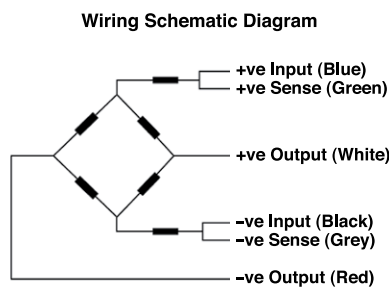 Wiring Schematic Diagram
+ve Input (Blue)
+ve Sense (Green)
+ve Output (White)
−ve Input (Black)
−ve Sense (Grey)
−ve Output (Red)